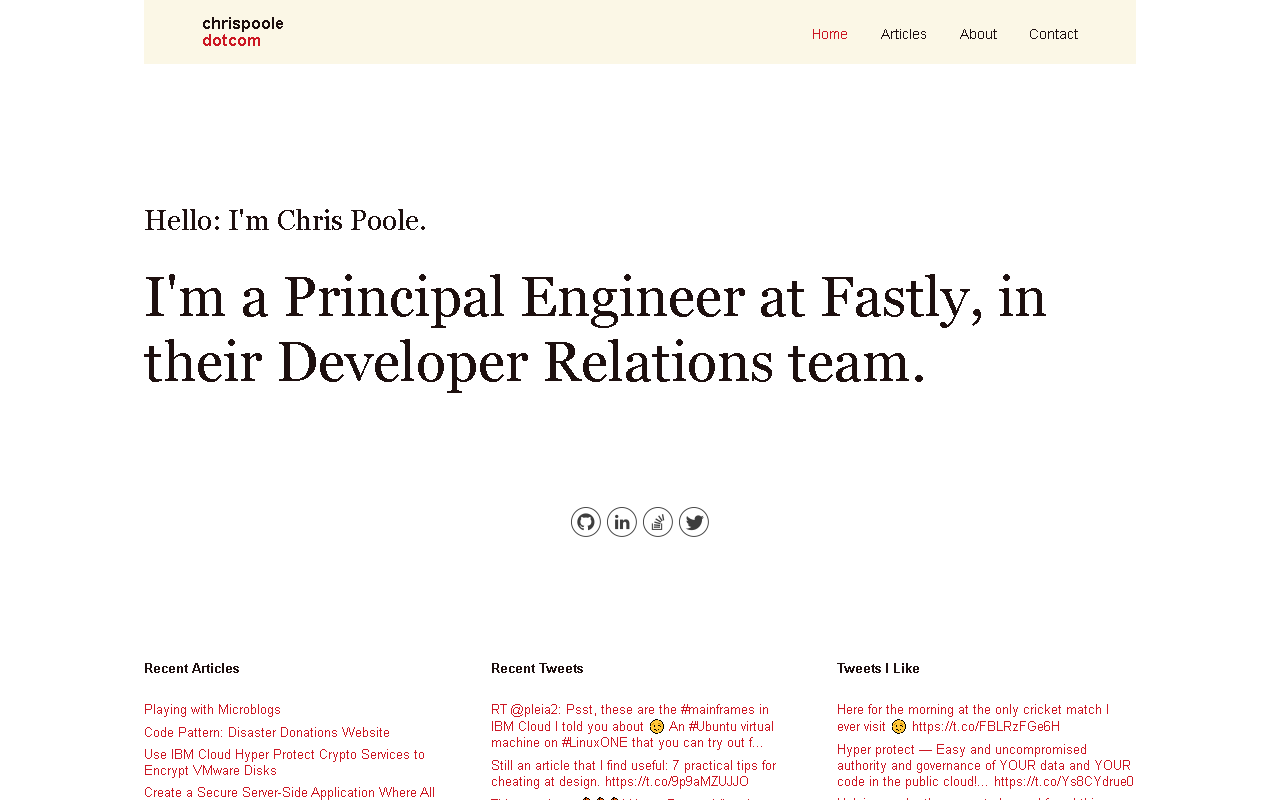 chrispoole
dotcom
Home
Articles
About
Contact
Hello: I'm Chris Poole.
I'm a Principal Engineer at Fastly, in
their Developer Relations team.
Recent Articles
Playing with Microblogs
Code Pattern: Disaster Donations Website
Use IBM Cloud Hyper Protect Crypto Services to
Encrypt VMware Disks
Create a Secure Server-Side Application Where All
Recent Tweets
RT @pleia2: Psst, these are the #mainframes in
IBM Cloud I told you about 😉 An #Ubuntu virtual
machine on #LinuxONE that you can try out f…
Still an article that I find useful: 7 practical tips for
cheating at design. https://t.co/9p9aMZUJJO
Tweets I Like
Here for the morning at the only cricket match I
ever visit 😉 https://t.co/FBLRzFGe6H
Hyper protect — Easy and uncompromised
authority and governance of YOUR data and YOUR
code in the public cloud!… https://t.co/Ys8CYdrue0